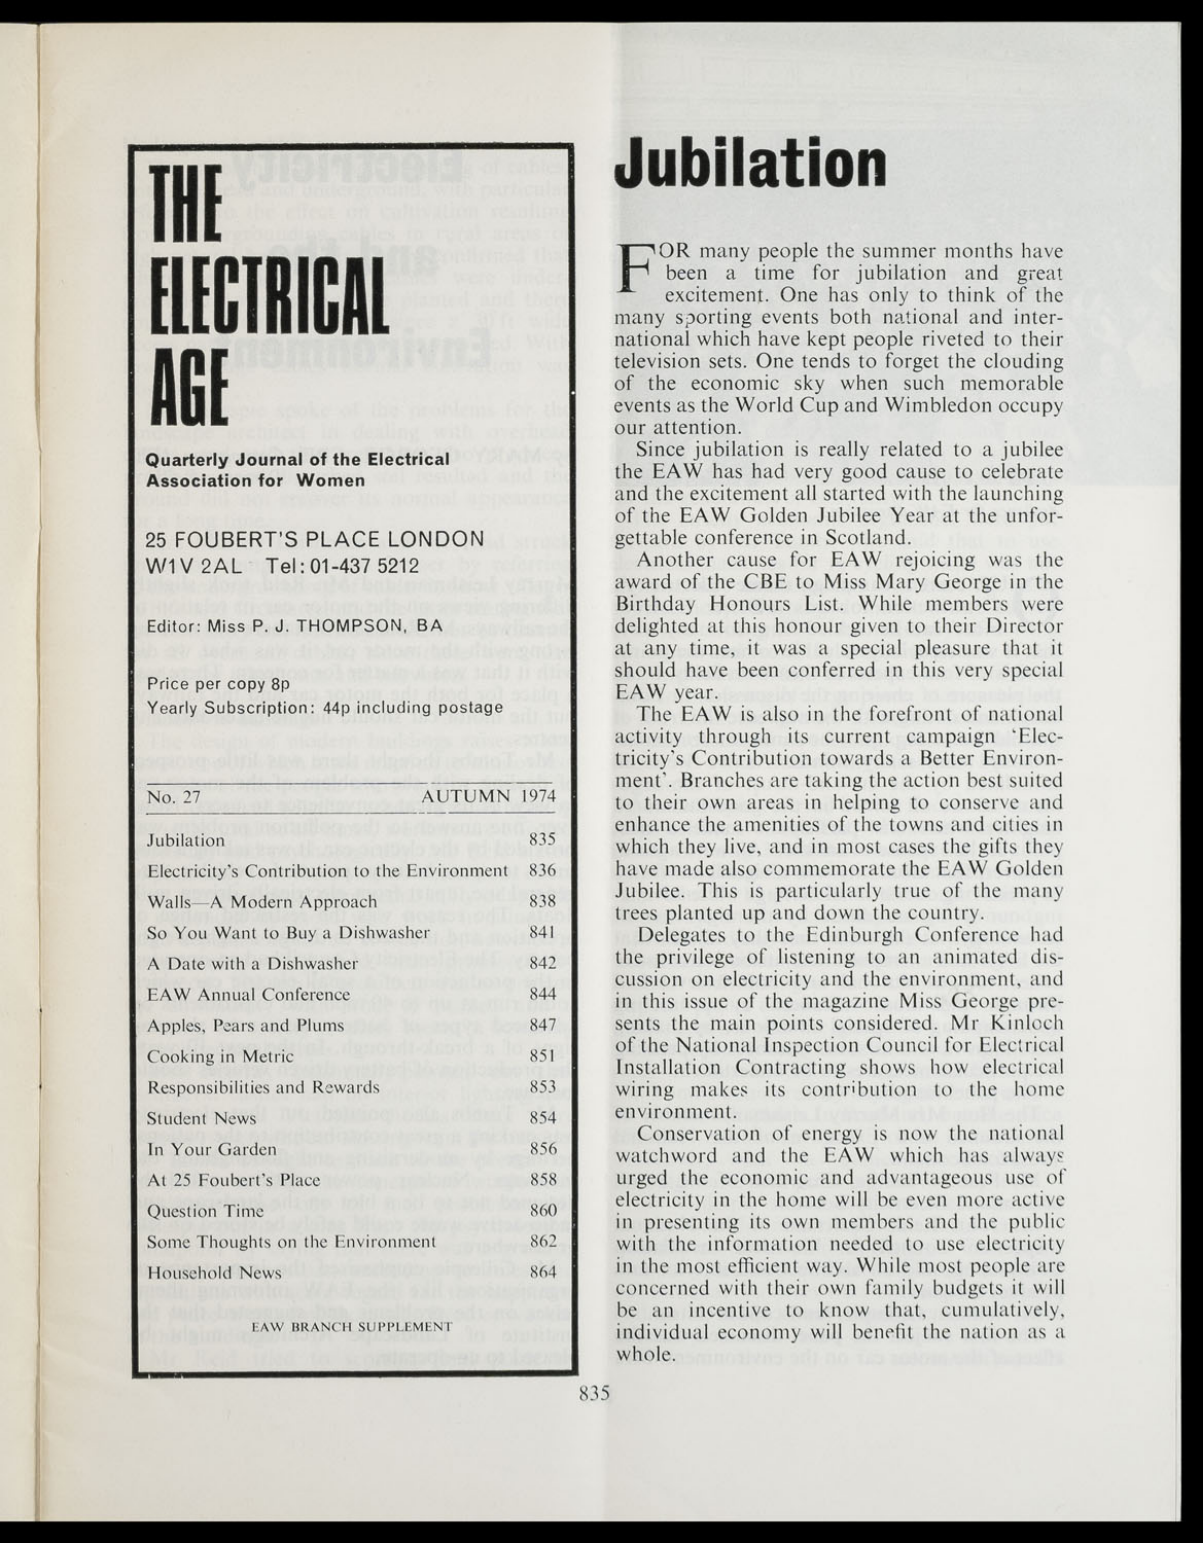 THE
ELECTRICAL
AGE
Quarterly Journal of the Electrical
Association for Women
25 FOUBERT'S PLACE LONDON
W1V 2AL Tel: 01-437 5212
Editor: Miss P. J. THOMPSON, BA
Price per copy 8p
Yearly Subscription: 44p including postage
No. 27 AUTUMN 1974
Jubilation 835
Electricity's Contribution to the Environment 836
Walls—A Modern Approach 838
So You Want to Buy a Dishwasher 841
A Date with a Dishwasher 842
EAW Annual Conference 844
Apples, Pears and Plums 847
Cooking in Metric 851
Responsibilities and Rewards 853
Student News 854
In Your Garden 856
At 25 Foubert's Place 858
Question Time 860
Some Thoughts on the Environment 862
Household News 864
EAW BRANCH SUPPLEMENT
Jubilation
FOR many people the summer months have
been a time for jubilation and great
excitement. One has only to think of the
many sporting events both national and inter-
national which have kept people riveted to their
television sets. One tends to forget the clouding
of the economic sky when such memorable
events as the World Cup and Wimbledon occupy
our attention.
Since jubilation is really related to a jubilee
the EAW has had very good cause to celebrate
and the excitement all started with the launching
of the EAW Golden Jubilee Year at the unfor-
gettable conference in Scotland.
Another cause for EAW rejoicing was the
award of the CBE to Miss Mary George in the
Birthday Honours List. While members were
delighted at this honour given to their Director
at any time, it was a special pleasure that it
should have been conferred in this very special
EAW year.
The EAW is also in the forefront of national
activity through its current campaign 'Elec-
tricity's Contribution towards a Better Environ-
ment'. Branches are taking the action best suited
to their own areas in helping to conserve and
enhance the amenities of the towns and cities in
which they live, and in most cases the gifts they
have made also commemorate the EAW Golden
Jubilee. This is particularly true of the many
trees planted up and down the country.
Delegates to the Edinburgh Conference had
the privilege of listening to an animated dis-
cussion on electricity and the environment, and
in this issue of the magazine Miss George pre-
sents the main points considered. Mr Kinloch
of the National Inspection Council for Electrical
Installation Contracting shows how electrical
wiring makes its contribution to the home
environment.
Conservation of energy is now the national
watchword and the EAW which has always
urged the economic and advantageous use of
electricity in the home will be even more active
in presenting its own members and the public
with the information needed to use electricity
in the most efficient way. While most people are
concerned with their own family budgets it will
be an incentive to know that, cumulatively,
individual economy will benefit the nation as a
whole.
835